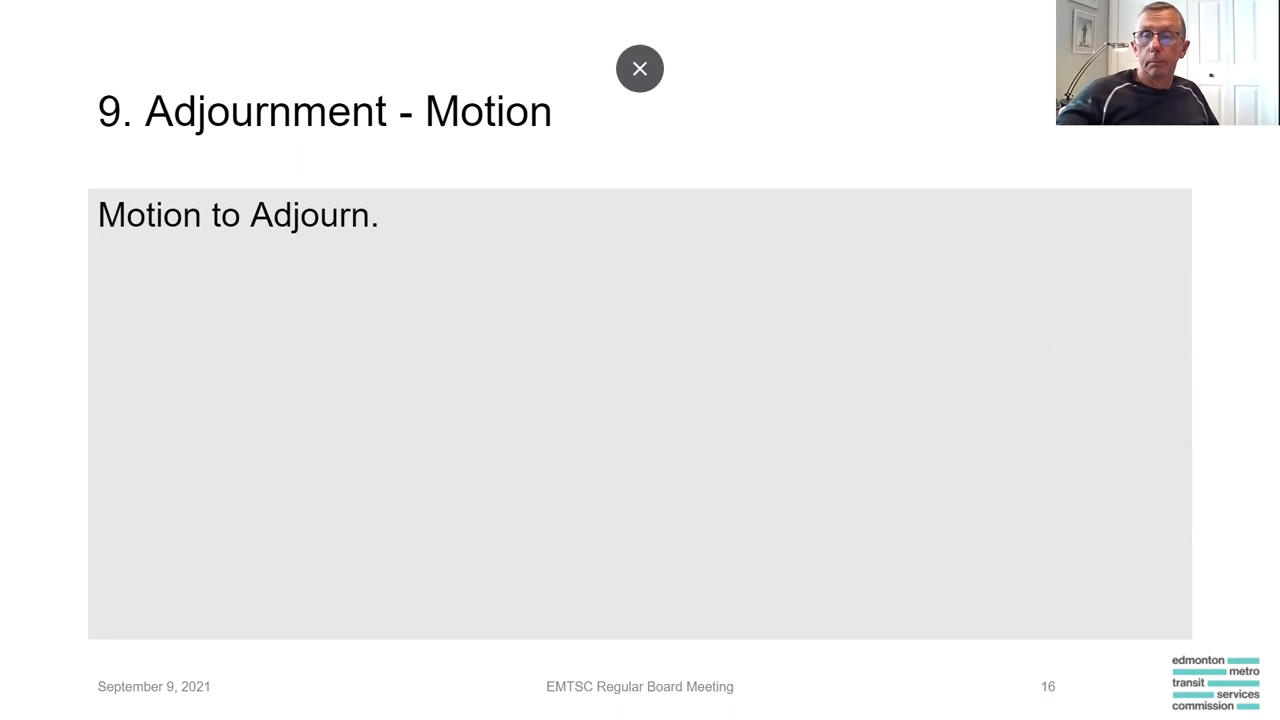 9. Adjournment - Motion
Motion to Adjourn.
September 9, 2021
EMTSC Regular Board Meeting
16
edmonton
metro
transit
services
commission